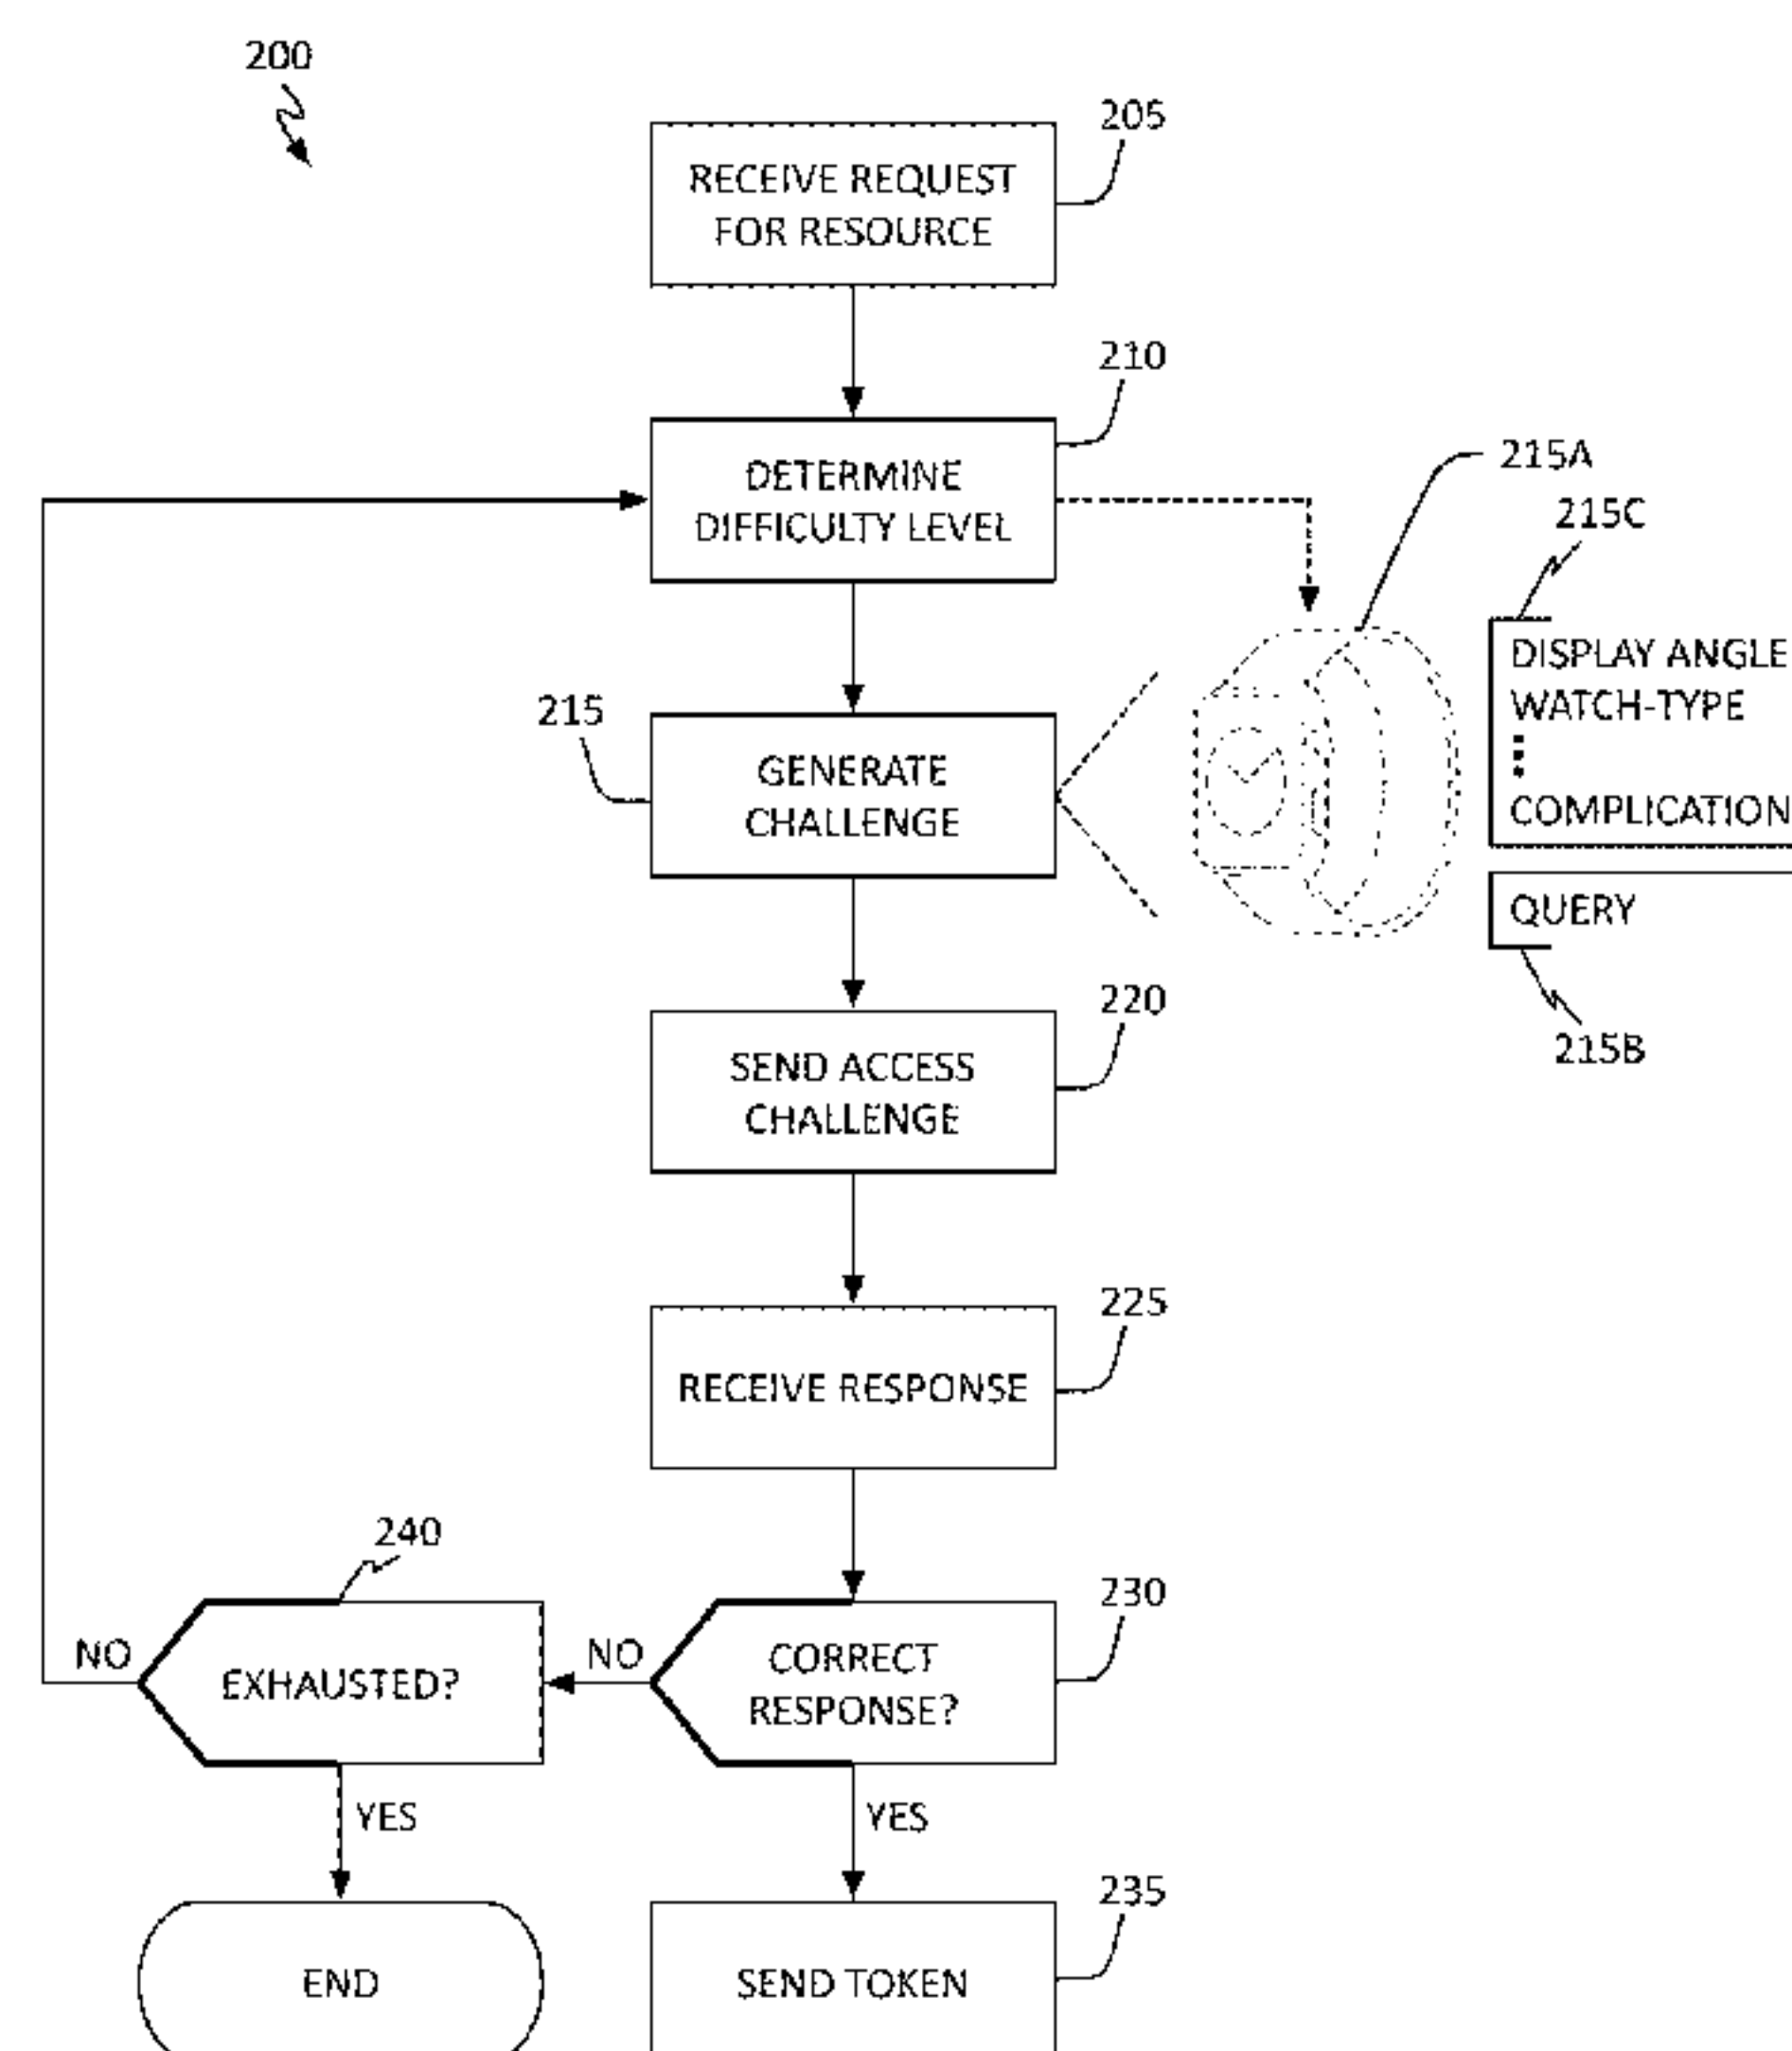 200
205
RECEIVE REQUEST
FOR RESOURCE
210
DETERMINE
DIFFICULTY LEVEL
215A
215C
DISPLAY ANGLE
WATCH-TYPE
COMPLICATION
215
GENERATE
CHALLENGE
QUERY
215B
220
SEND ACCESS
CHALLENGE
225
RECEIVE RESPONSE
240
230
NO
EXHAUSTED?
NO
CORRECT
RESPONSE?
YES
YES
235
END
SEND TOKEN